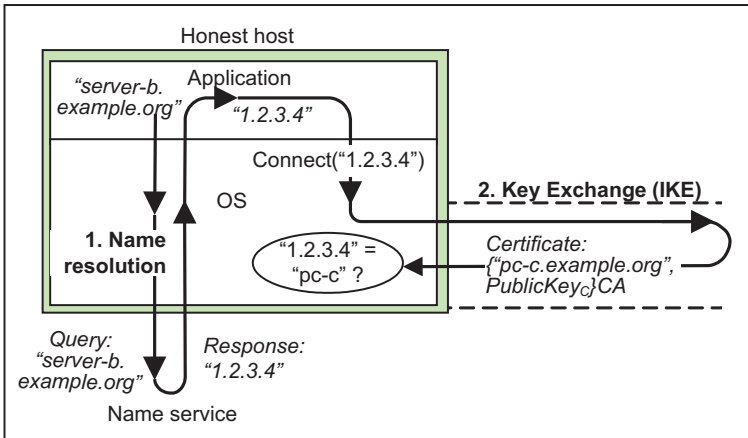 Honest host
Application
“server-b.
example.org”
“1.2.3.4”
Connect(“1.2.3.4”)
OS
2. Key Exchange (IKE)
1. Name
resolution
“1.2.3.4” =
“pc-c” ?
Certificate:
{“pc-c.example.org”,
PublicKeyC}CA
Query:
“server-b.
example.org”
Response:
“1.2.3.4”
Name service